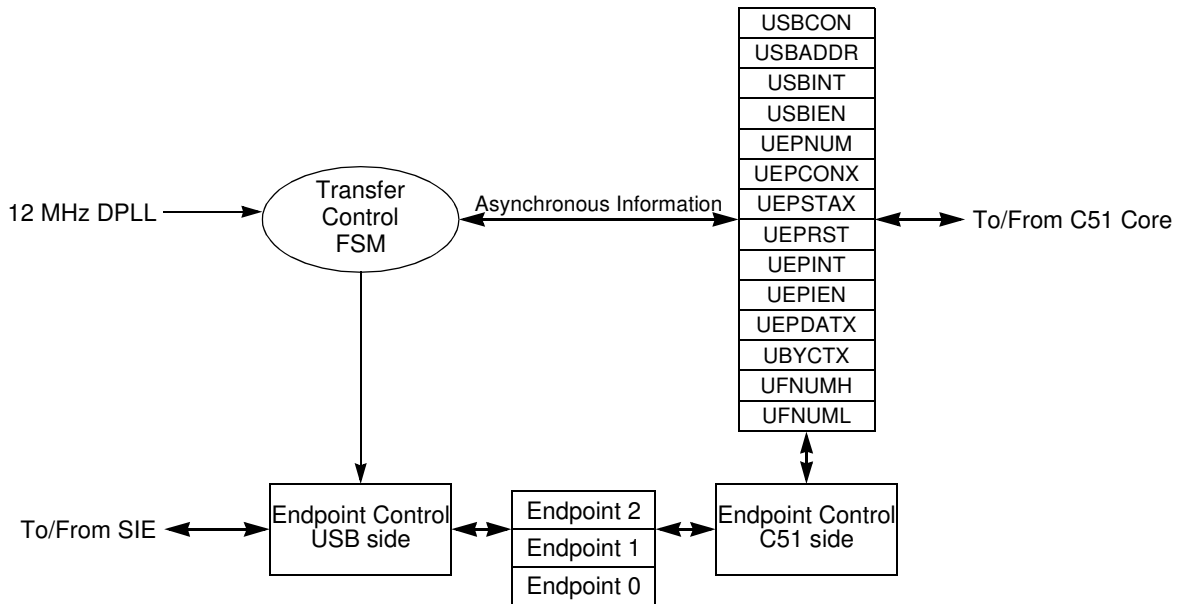 USBCON
USBADDR
USBINT
USBIEN
UEPNUM
UEPCONX
UEPSTAX
UEPRST
UEPINT
UEPIEN
UEPDATX
UBYCTX
UFNUMH
UFNUML
12 MHz DPLL
Transfer
Control
FSM
Asynchronous Information
To/From C51 Core
To/From SIE
Endpoint Control
USB side
Endpoint 2
Endpoint 1
Endpoint 0
Endpoint Control
C51 side